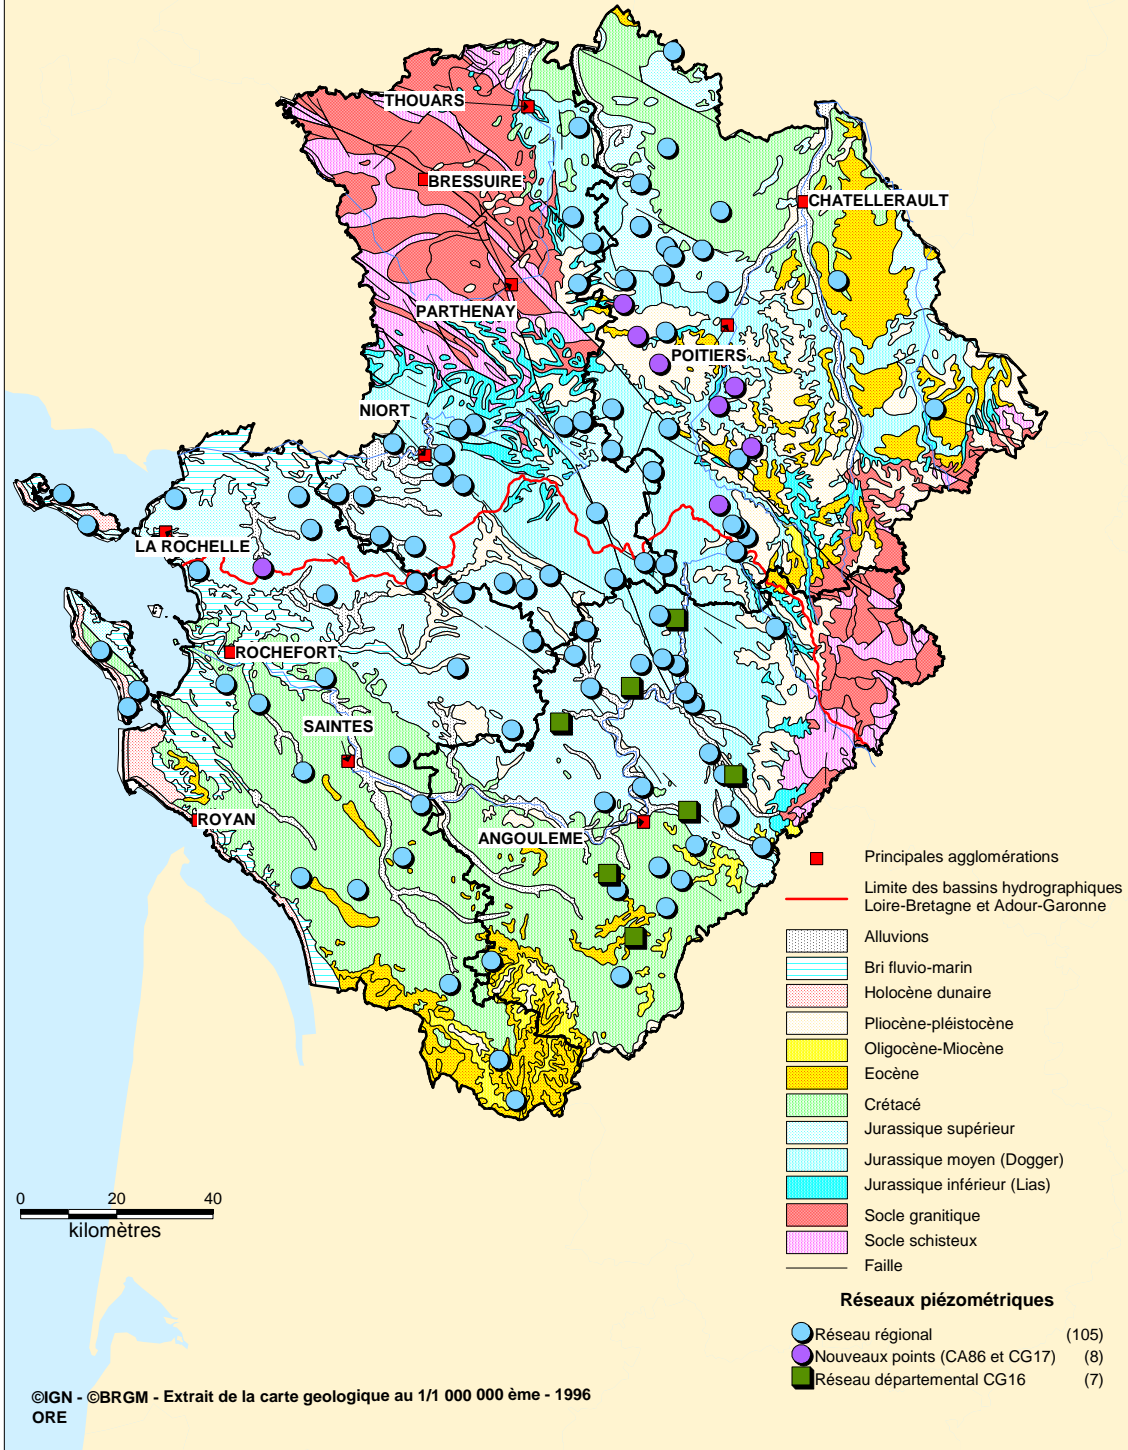 THOUARS
BRESSUIRE
CHATELLERAULT
PARTHENAY
POITIERS
NIORT
LA ROCHELLE
ROCHEFORT
SAINTES
ROYAN
ANGOULEME
Principales agglomérations
Limite des bassins hydrographiques
Loire-Bretagne et Adour-Garonne
Alluvions
Bri fluvio-marin
Holocène dunaire
Pliocène-pléistocène
Oligocène-Miocène
Eocène
Crétacé
Jurassique supérieur
Jurassique moyen (Dogger)
Jurassique inférieur (Lias)
Socle granitique
Socle schisteux
Faille
Réseaux piézométriques
Réseau régional (105)
Nouveaux points (CA86 et CG17) (8)
Réseau départemental CG16 (7)
0 20 40
kilomètres
©IGN - ©BRGM - Extrait de la carte geologique au 1/1 000 000 ème - 1996
ORE